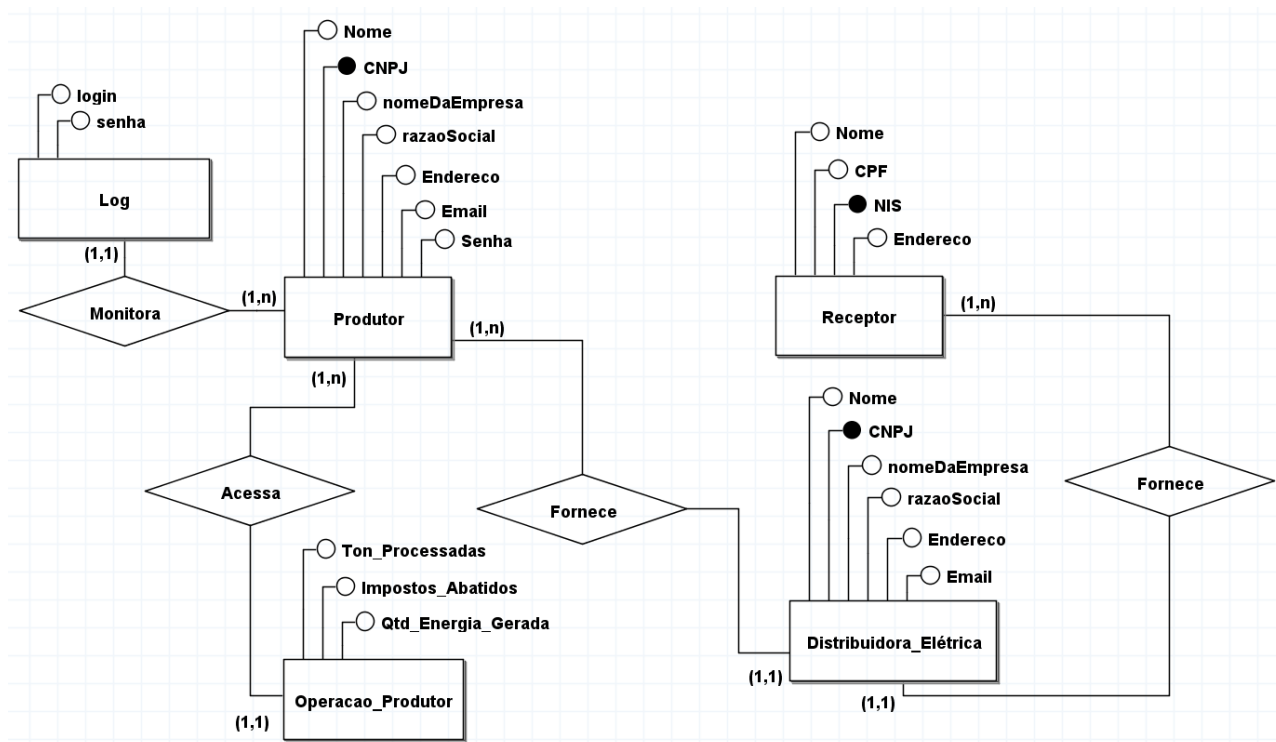 login
senha
Log
(1,1)
Monitora
(1,n)
Nome
CNPJ
nomeDaEmpresa
razaoSocial
Endereco
Email
Senha
Produtor
(1,n)
(1,n)
Acessa
Ton_Processadas
Impostos_Abatidos
Qtd_Energia_Gerada
Operacao_Produtor
(1,1)
Fornece
(1,1)
Nome
CPF
NIS
Endereco
Receptor
(1,n)
Nome
CNPJ
nomeDaEmpresa
razaoSocial
Endereco
Email
Distribuidora_Elétrica
(1,1)
Fornece